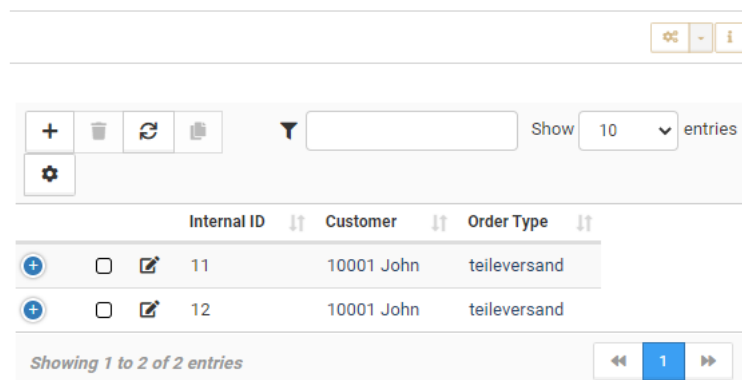 Show 10 entries
Internal ID Customer Order Type
11 10001 John teileversand
12 10001 John teileversand
Showing 1 to 2 of 2 entries 1